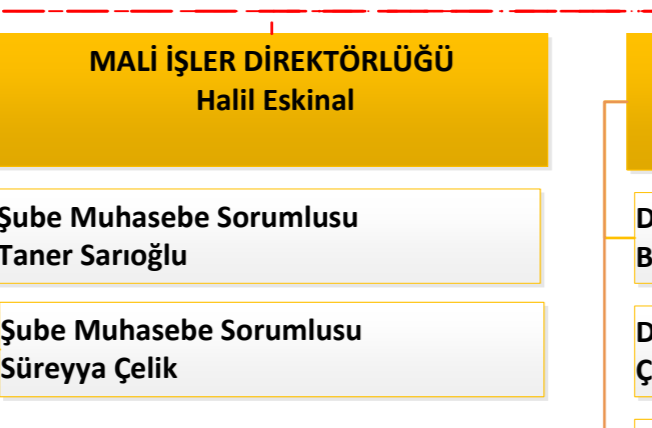 MALİ İŞLER DİREKTÖRLÜĞÜ
Halil Eskinal
Şube Muhasebe Sorumlusu
Taner Sarıoğlu
Şube Muhasebe Sorumlusu
Süreyya Çelik